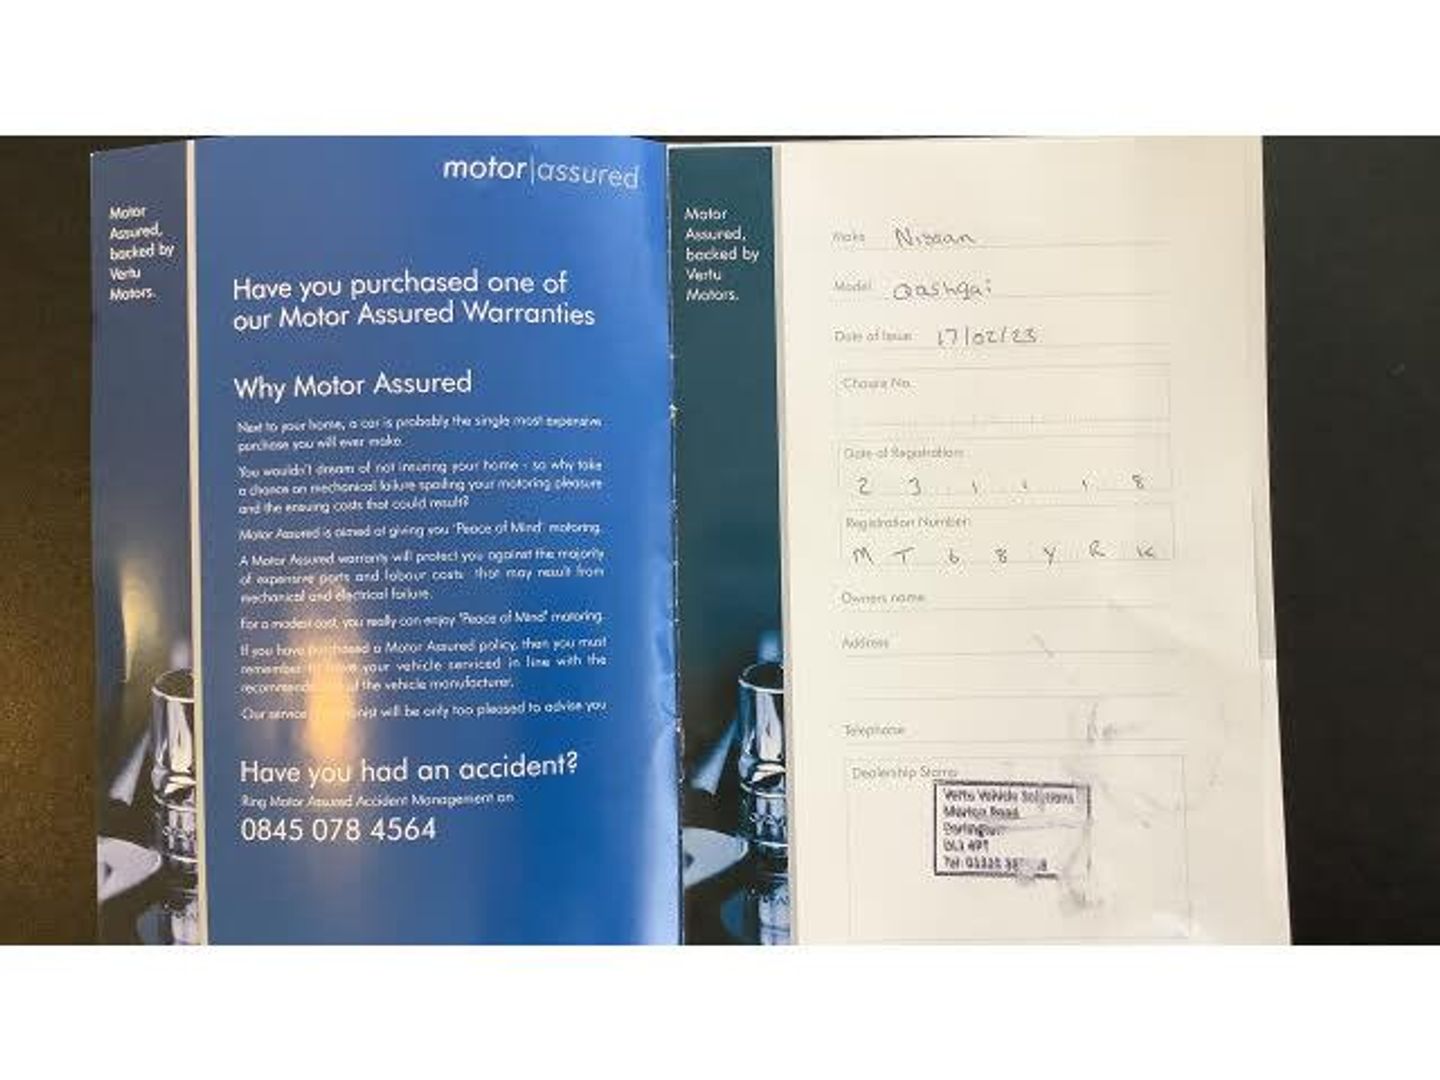 motor|assured
Motor
Assured,
backed by
Vertu
Motors.
Have you purchased one of
our Motor Assured Warranties
Why Motor Assured
Next to your home, a car is probably the single most expensive
purchase you will ever make.
You wouldn't dream of not insuring your home - so why take
a chance on mechanical failure spoiling your motoring pleasure
and the ensuing costs that could result?
Motor Assured is aimed at giving you 'Peace of Mind' motoring.
A Motor Assured warranty will protect you against the majority
of expensive parts and labour costs that may result from
mechanical and electrical failure.
For a modest cost, you really can enjoy 'Peace of Mind' motoring.
If you have purchased a Motor Assured policy, then you must
remember to have your vehicle serviced in line with the
of the vehicle manufacturer.
Our service will be only too pleased to advise you
Have you had an accident?
Ring Motor Assured Accident Management on
0845 078 4564
Motor
Assured,
backed by
Vertu
Motors.
Make Nissan
Model Qashqai
Date of Issue 17/02/23
Chassis No.
Date of Registration:
2 3 1 1 1 8
Registration Number:
M T 6 8 Y R K
Owners name
Address
Telephone
Dealership Stamp
Vertu Vehicle Solutions
Morton Road
Darlington
DL1 4PT
Tel: 01325